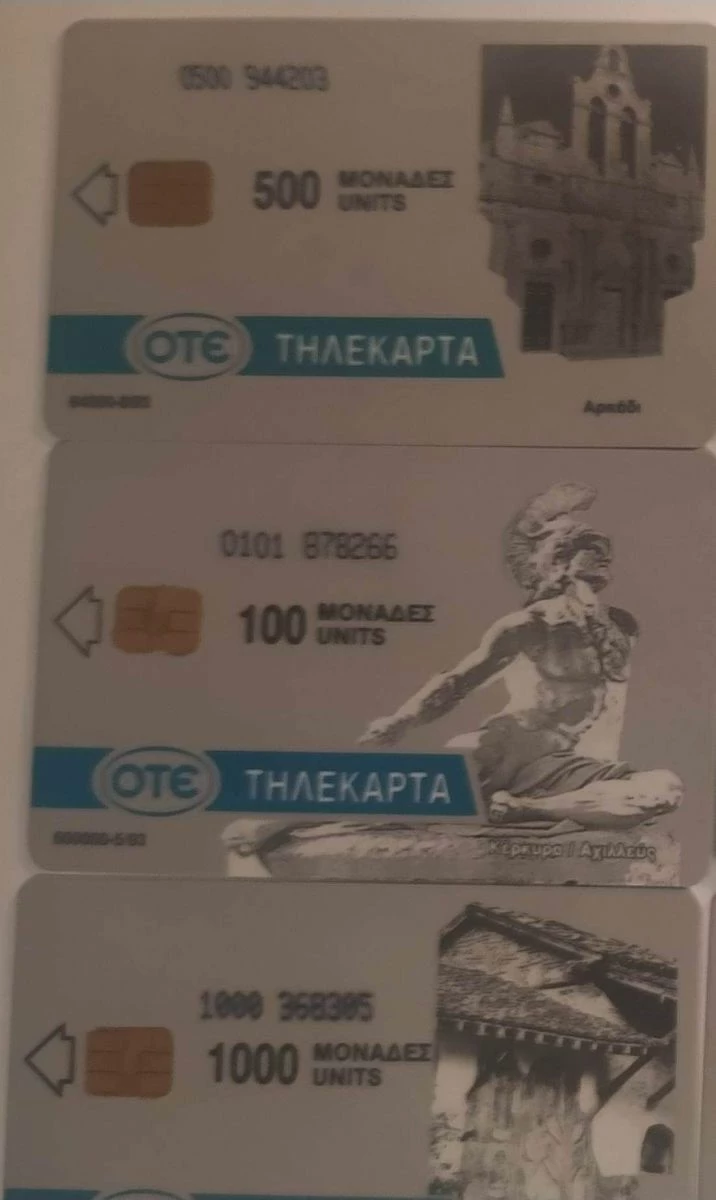 0500 944203
500 ΜΟΝΑΔΕΣ
UNITS
ΟΤΕ ΤΗΛΕΚΑΡΤΑ
Αρκάδι
0101 878266
100 ΜΟΝΑΔΕΣ
UNITS
ΟΤΕ ΤΗΛΕΚΑΡΤΑ
Κέρκυρα / Αχιλλεύς
1000 368305
1000 ΜΟΝΑΔΕΣ
UNITS